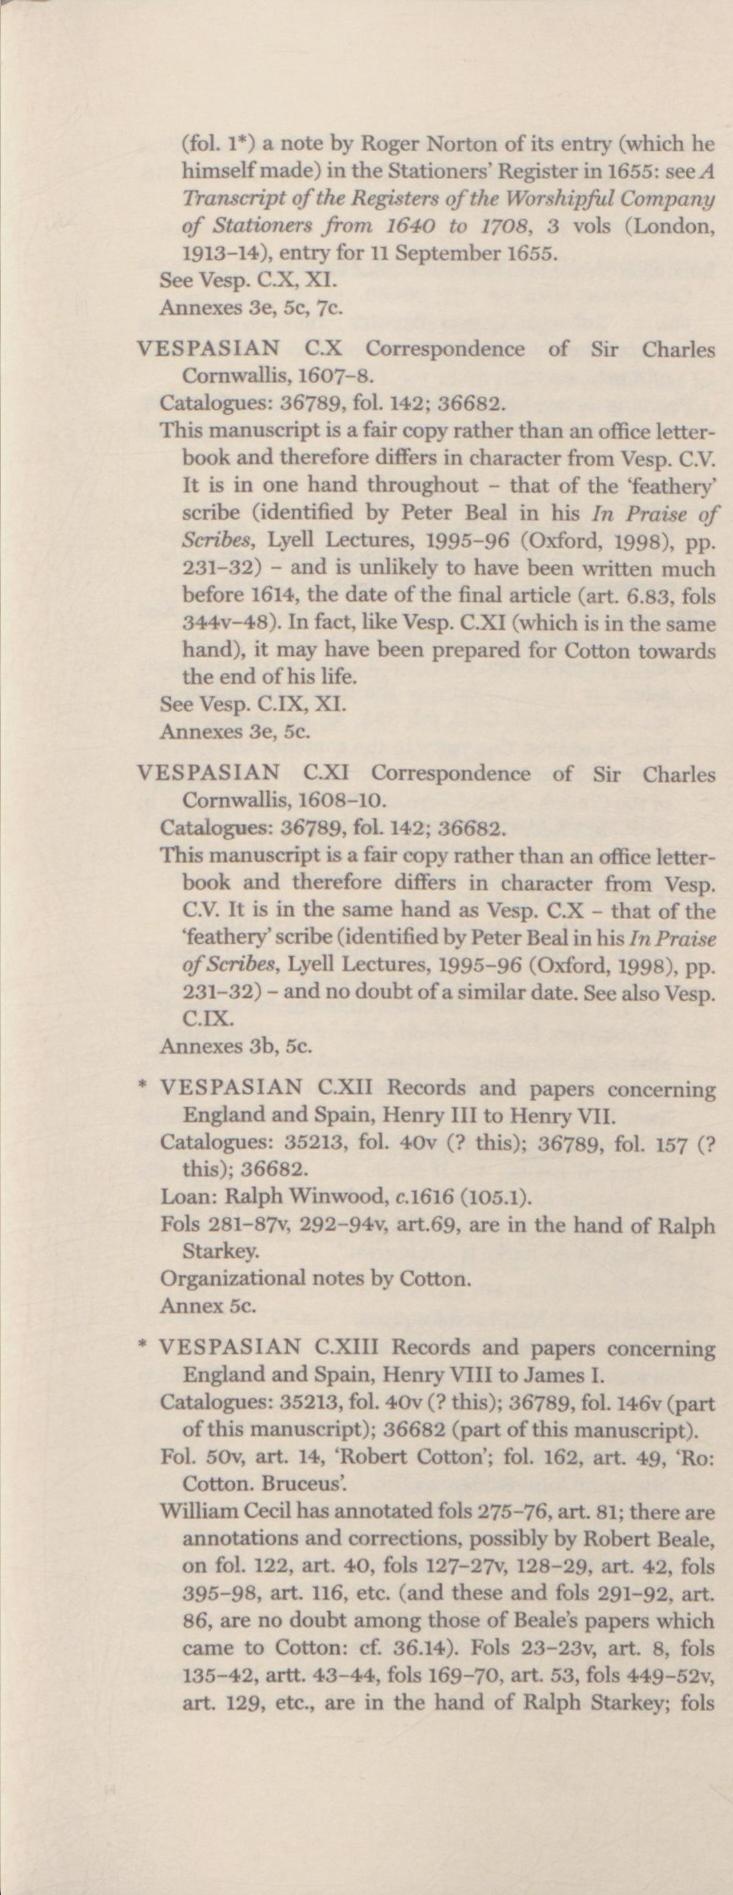 (fol. 1*) a note by Roger Norton of its entry (which he
himself made) in the Stationers' Register in 1655: see A
Transcript of the Registers of the Worshipful Company
of Stationers from 1640 to 1708, 3 vols (London,
1913–14), entry for 11 September 1655.
See Vesp. C.X, XI.
Annexes 3e, 5c, 7c.
VESPASIAN C.X Correspondence of Sir Charles
Cornwallis, 1607–8.
Catalogues: 36789, fol. 142; 36682.
This manuscript is a fair copy rather than an office letter-
book and therefore differs in character from Vesp. C.V.
It is in one hand throughout – that of the 'feathery'
scribe (identified by Peter Beal in his In Praise of
Scribes, Lyell Lectures, 1995–96 (Oxford, 1998), pp.
231–32) – and is unlikely to have been written much
before 1614, the date of the final article (art. 6.83, fols
344v–48). In fact, like Vesp. C.XI (which is in the same
hand), it may have been prepared for Cotton towards
the end of his life.
See Vesp. C.IX, XI.
Annexes 3e, 5c.
VESPASIAN C.XI Correspondence of Sir Charles
Cornwallis, 1608–10.
Catalogues: 36789, fol. 142; 36682.
This manuscript is a fair copy rather than an office letter-
book and therefore differs in character from Vesp.
C.V. It is in the same hand as Vesp. C.X – that of the
'feathery' scribe (identified by Peter Beal in his In Praise
of Scribes, Lyell Lectures, 1995–96 (Oxford, 1998), pp.
231–32) – and no doubt of a similar date. See also Vesp.
C.IX.
Annexes 3b, 5c.
* VESPASIAN C.XII Records and papers concerning
England and Spain, Henry III to Henry VII.
Catalogues: 35213, fol. 40v (? this); 36789, fol. 157 (?
this); 36682.
Loan: Ralph Winwood, c.1616 (105.1).
Fols 281–87v, 292–94v, art.69, are in the hand of Ralph
Starkey.
Organizational notes by Cotton.
Annex 5c.
* VESPASIAN C.XIII Records and papers concerning
England and Spain, Henry VIII to James I.
Catalogues: 35213, fol. 40v (? this); 36789, fol. 146v (part
of this manuscript); 36682 (part of this manuscript).
Fol. 50v, art. 14, 'Robert Cotton'; fol. 162, art. 49, 'Ro:
Cotton. Bruceus'.
William Cecil has annotated fols 275–76, art. 81; there are
annotations and corrections, possibly by Robert Beale,
on fol. 122, art. 40, fols 127–27v, 128–29, art. 42, fols
395–98, art. 116, etc. (and these and fols 291–92, art.
86, are no doubt among those of Beale's papers which
came to Cotton: cf. 36.14). Fols 23–23v, art. 8, fols
135–42, artt. 43–44, fols 169–70, art. 53, fols 449–52v,
art. 129, etc., are in the hand of Ralph Starkey; fols